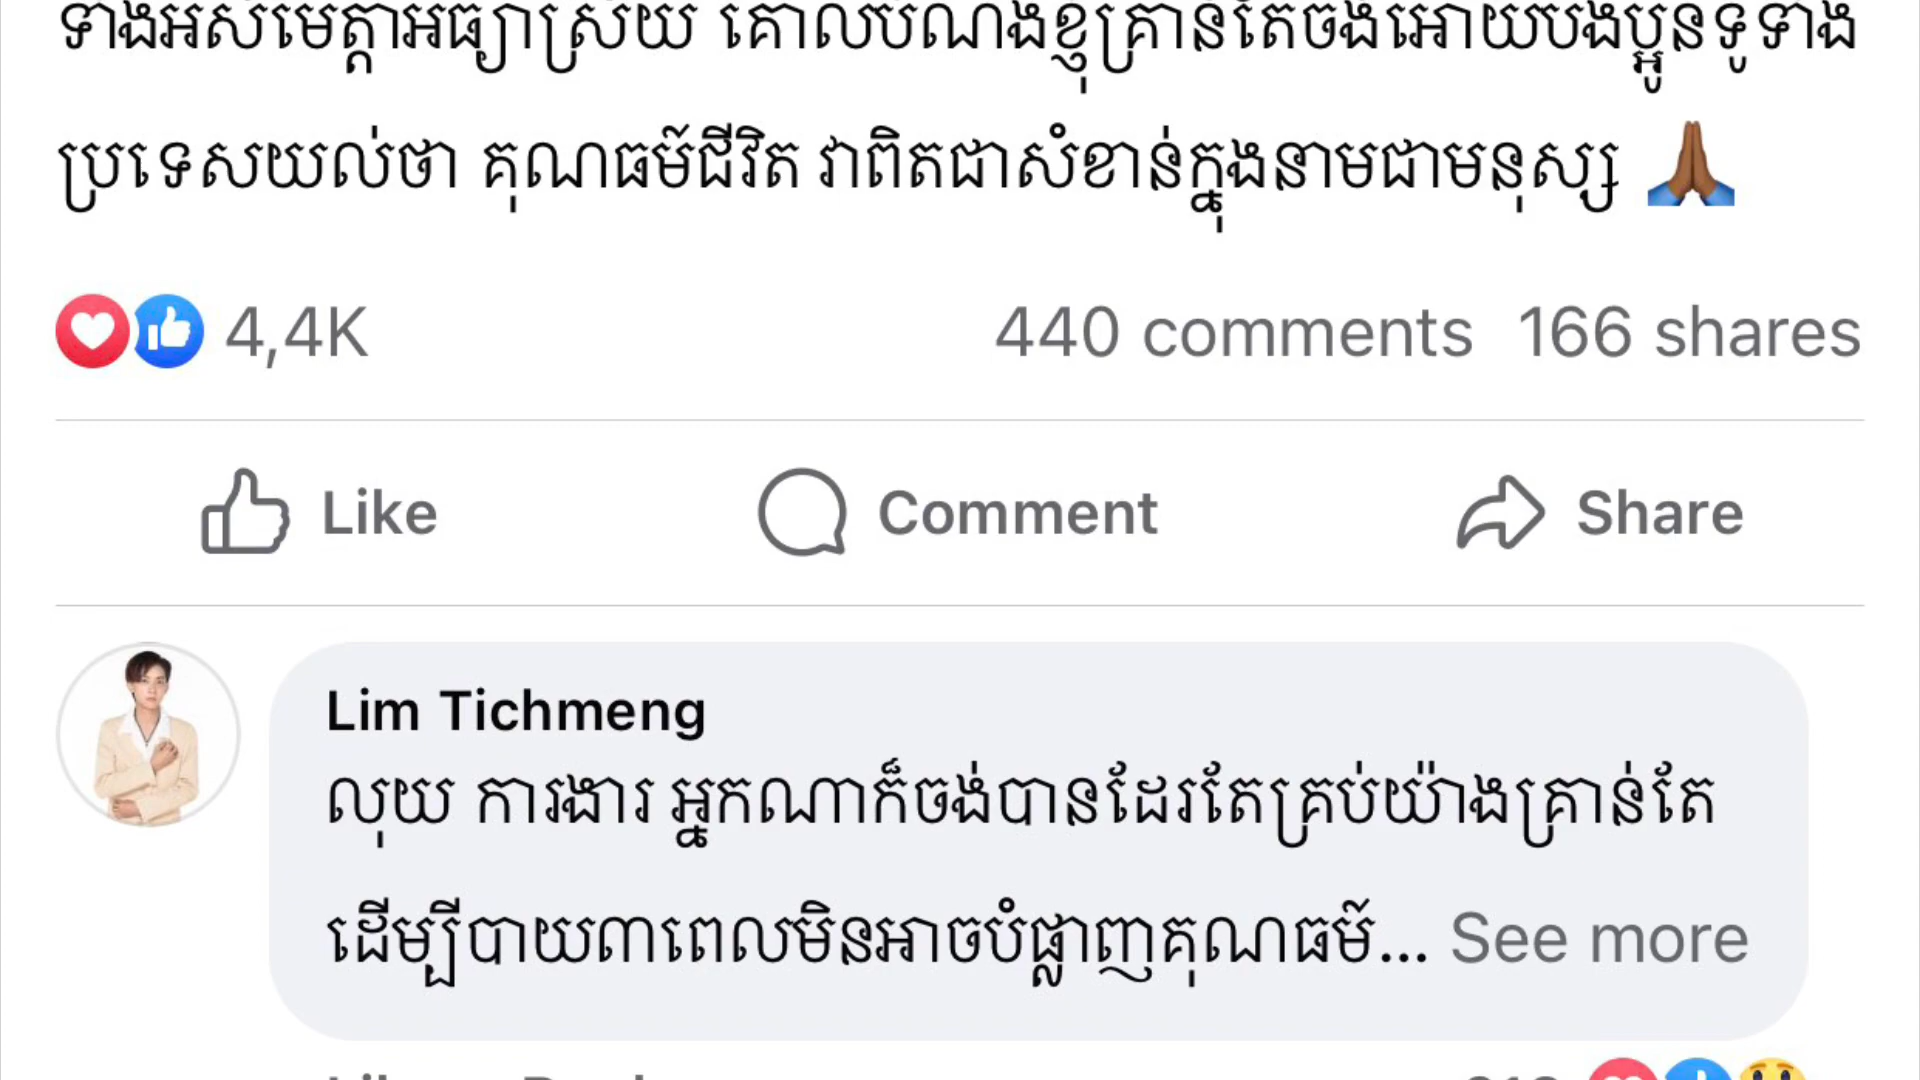 ទាំងអស់មេត្តាអធ្យាស្រ័យ គោលបំណងខ្ញុំគ្រាន់តែចង់អោយបងប្អូនទូទាំង
ប្រទេសយល់ថា គុណធម៌ជីវិត វាពិតជាសំខាន់ក្នុងនាមជាមនុស្ស 🙏🏾
4,4K 440 comments 166 shares
Like Comment Share
Lim Tichmeng
លុយ ការងារ អ្នកណាក៏ចង់បានដែរតែគ្រប់យ៉ាងគ្រាន់តែ
ដើម្បីបាយ៣ពេលមិនអាចបំផ្លាញគុណធម៌... See more